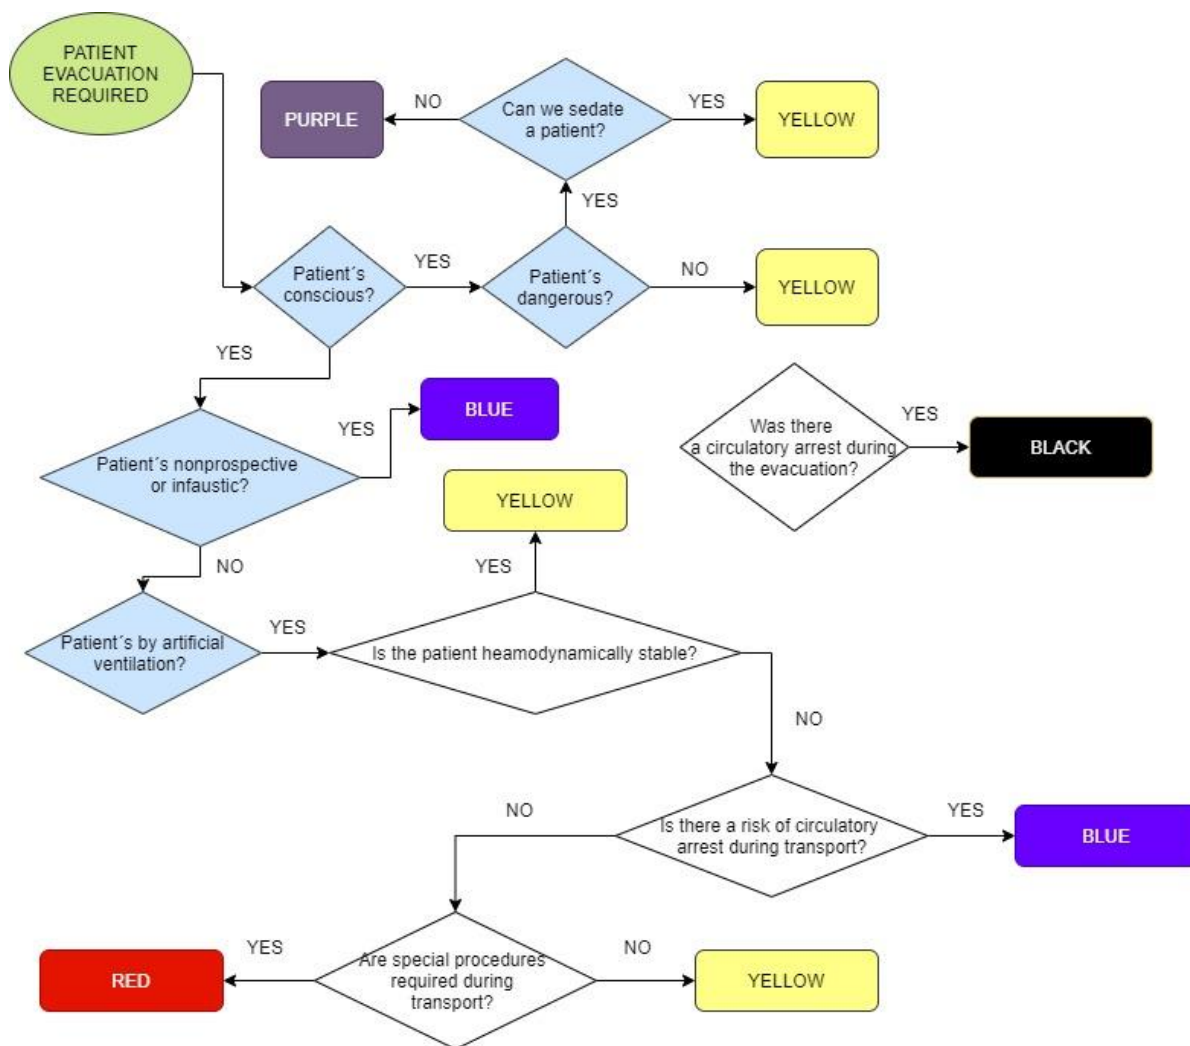 PATIENT
EVACUATION
REQUIRED
PURPLE
NO
Can we sedate
a patient?
YES
YELLOW
YES
Patient´s
conscious?
YES
Patient´s
dangerous?
NO
YELLOW
YES
Patient´s nonprospective
or infaustic?
YES
BLUE
Was there
a circulatory arrest during
the evacuation?
YES
BLACK
YELLOW
YES
NO
Patient´s by artificial
ventilation?
YES
Is the patient heamodynamically stable?
NO
Is there a risk of circulatory
arrest during transport?
YES
BLUE
NO
Are special procedures
required during
transport?
YES
RED
NO
YELLOW